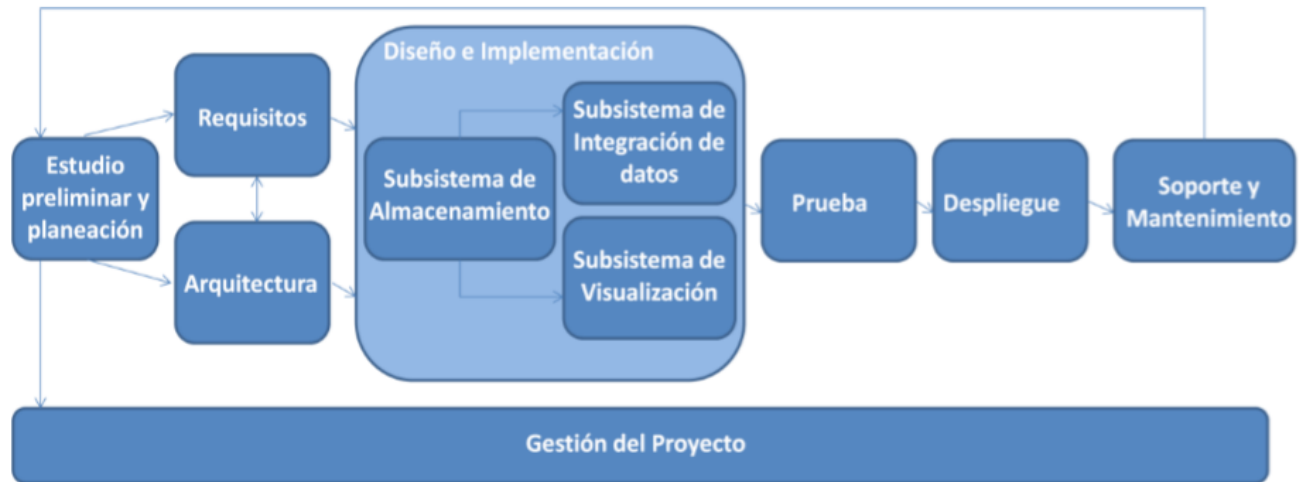 Diseño e Implementación
Requisitos
Subsistema de
Integración de
datos
Estudio
preliminar y
planeación
Subsistema de
Almacenamiento
Prueba
Despliegue
Soporte y
Mantenimiento
Arquitectura
Subsistema de
Visualización
Gestión del Proyecto